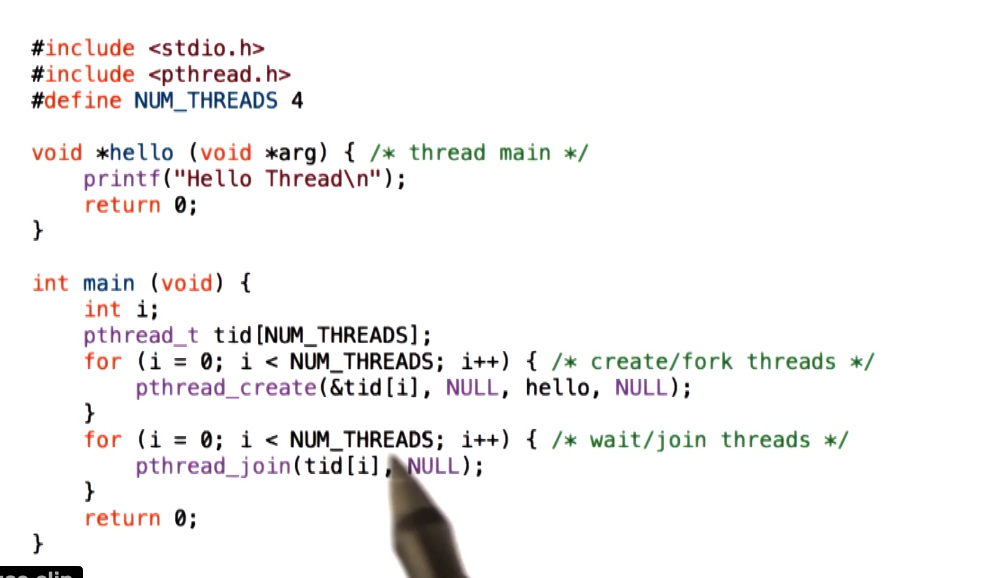 #include <stdio.h>
#include <pthread.h>
#define NUM_THREADS 4
void *hello (void *arg) { /* thread main */
printf("Hello Thread\n");
return 0;
}
int main (void) {
int i;
pthread_t tid[NUM_THREADS];
for (i = 0; i < NUM_THREADS; i++) { /* create/fork threads */
pthread_create(&tid[i], NULL, hello, NULL);
}
for (i = 0; i < NUM_THREADS; i++) { /* wait/join threads */
pthread_join(tid[i], NULL);
}
return 0;
}